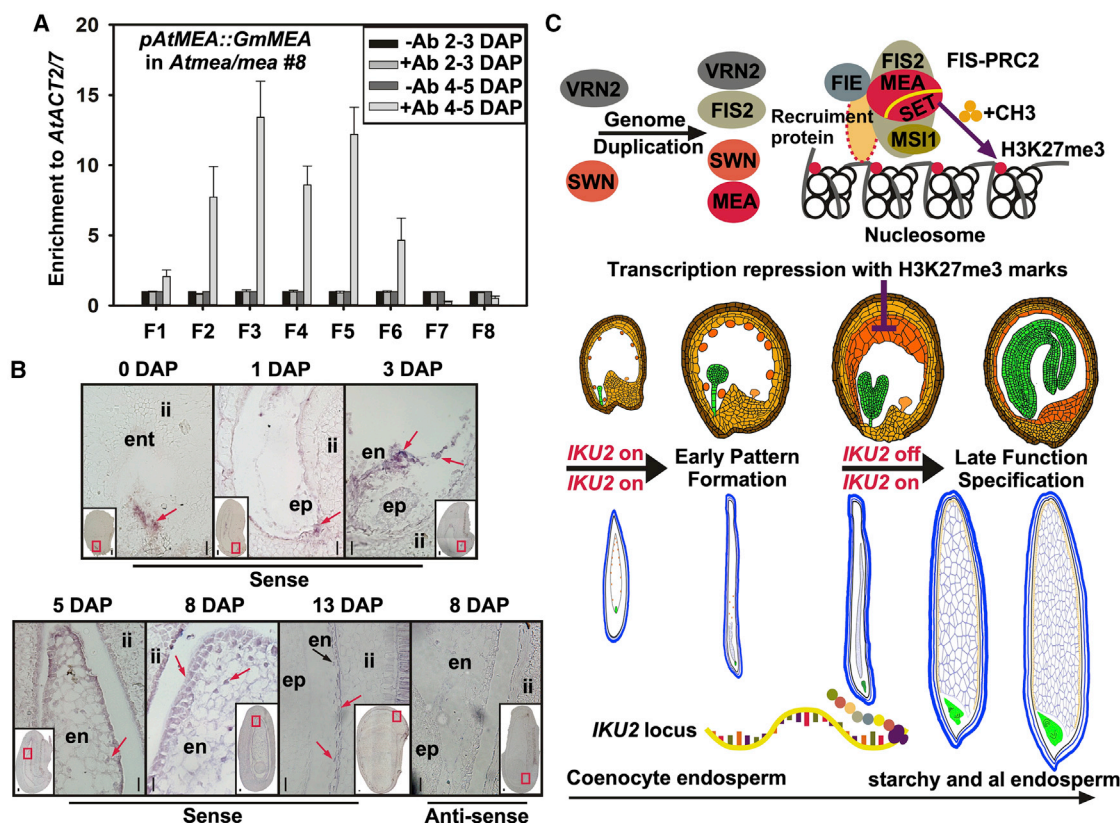 A
20
15
10
5
0
Enrichment to AtACT2/7
pAtMEA::GmMEA
in Atmea/mea #8
-Ab 2-3 DAP
+Ab 2-3 DAP
-Ab 4-5 DAP
+Ab 4-5 DAP
F1 F2 F3 F4 F5 F6 F7 F8
B
0 DAP 1 DAP 3 DAP
ii
ent
ii
ep
en
ep
ii
Sense
5 DAP 8 DAP 13 DAP 8 DAP
ii
en
ii
en
en
ii
ep
en
ii
ep
Sense
Anti-sense
C
VRN2
SWN
Genome
Duplication
VRN2
FIS2
SWN
MEA
FIS2
FIS-PRC2
FIE
MEA
SET
MSI1
Recruiment
protein
+CH3
H3K27me3
Nucleosome
Transcription repression with H3K27me3 marks
IKU2 on
IKU2 on
Early Pattern
Formation
IKU2 off
IKU2 on
Late Function
Specification
IKU2 locus
Coenocyte endosperm
starchy and al endosperm